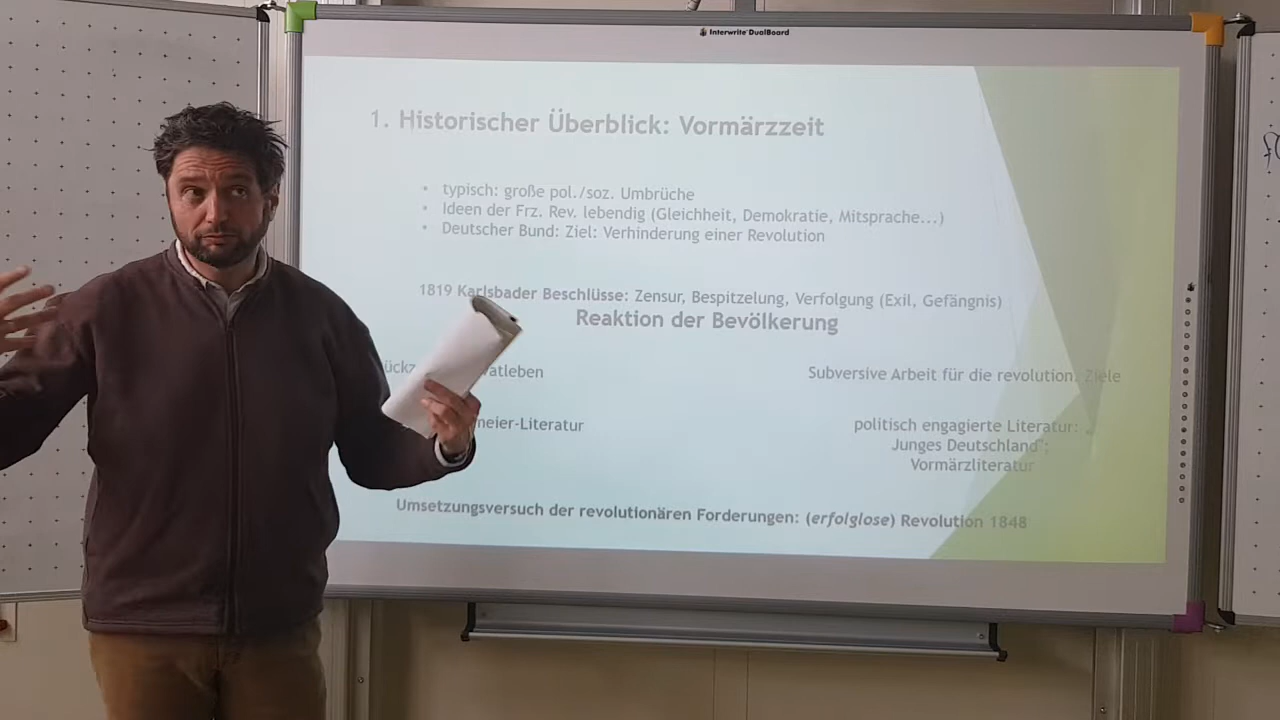 Interwrite DualBoard
1. Historischer Überblick: Vormärzzeit
• typisch: große pol./soz. Umbrüche
• Ideen der Frz. Rev. lebendig (Gleichheit, Demokratie, Mitsprache...)
• Deutscher Bund: Ziel: Verhinderung einer Revolution
1819 Karlsbader Beschlüsse: Zensur, Bespitzelung, Verfolgung (Exil, Gefängnis)
Reaktion der Bevölkerung
Subversive Arbeit für die revolution. Ziele
meier-Literatur
politisch engagierte Literatur:
Junges Deutschland";
Vormärzliteratur
Umsetzungsversuch der revolutionären Forderungen: (erfolglose) Revolution 1848